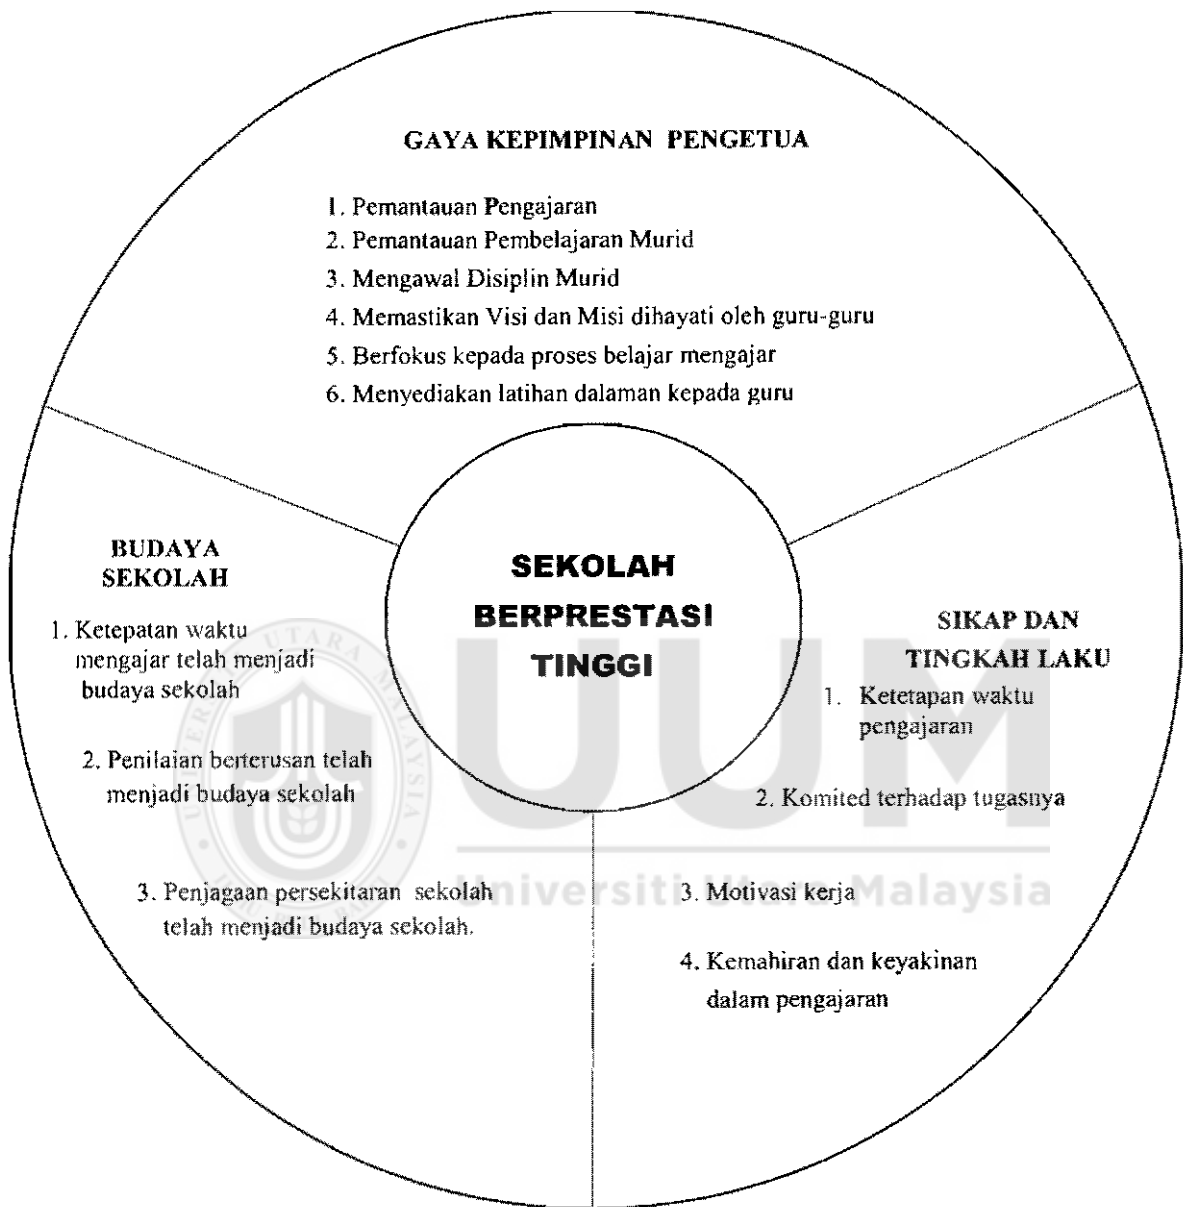 GAYA KEPIMPINAN PENGETUA
1. Pemantauan Pengajaran
2. Pemantauan Pembelajaran Murid
3. Mengawal Disiplin Murid
4. Memastikan Visi dan Misi dihayati oleh guru-guru
5. Berfokus kepada proses belajar mengajar
6. Menyediakan latihan dalaman kepada guru
SEKOLAH
BERPRESTASI
TINGGI
BUDAYA
SEKOLAH
1. Ketepatan waktu
mengajar telah menjadi
budaya sekolah
2. Penilaian berterusan telah
menjadi budaya sekolah
3. Penjagaan persekitaran sekolah
telah menjadi budaya sekolah.
SIKAP DAN
TINGKAH LAKU
1. Ketetapan waktu
pengajaran
2. Komited terhadap tugasnya
3. Motivasi kerja
4. Kemahiran dan keyakinan
dalam pengajaran
UUM
Universiti Utara Malaysia
UNIVERSITI UTARA MALAYSIA